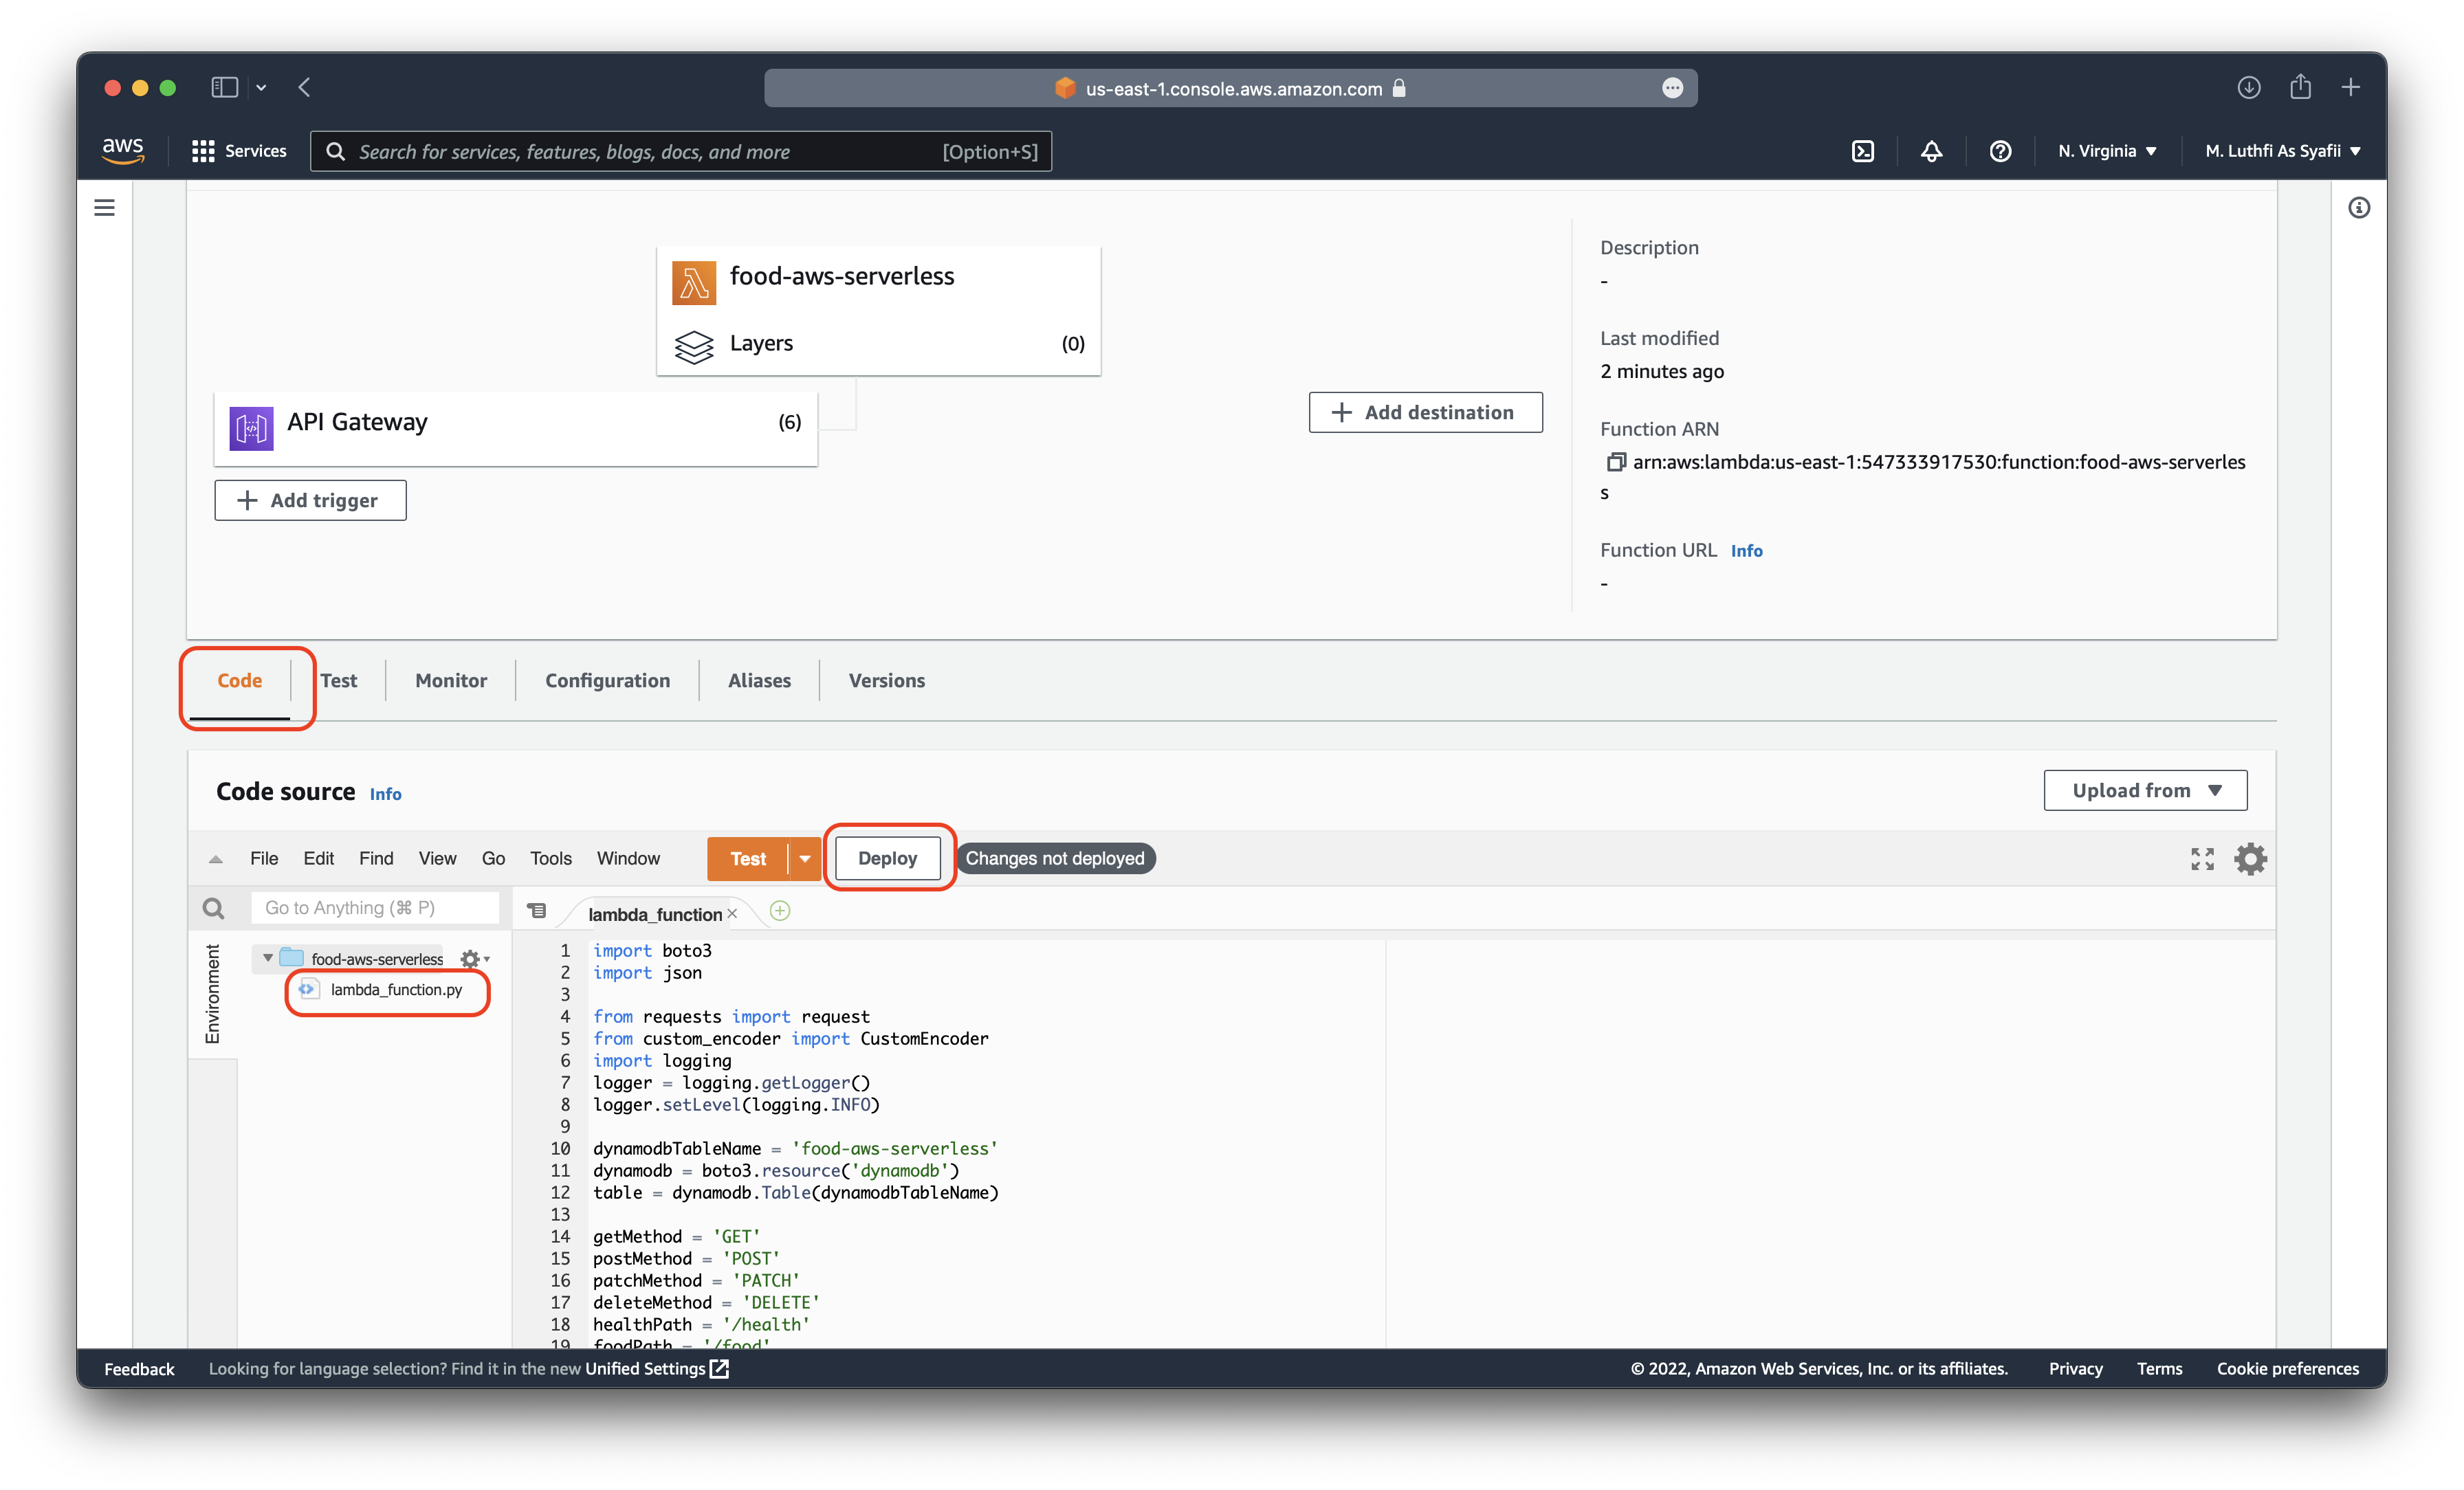 us-east-1.console.aws.amazon.com
aws
Services
Search for services, features, blogs, docs, and more
[Option+S]
N. Virginia
M. Luthfi As Syafii
food-aws-serverless
Layers
(0)
API Gateway
(6)
Add trigger
Add destination
Description
-
Last modified
2 minutes ago
Function ARN
arn:aws:lambda:us-east-1:547333917530:function:food-aws-serverles
s
Function URL Info
-
Code
Test
Monitor
Configuration
Aliases
Versions
Code source Info
Upload from
File Edit Find View Go Tools Window
Test
Deploy
Changes not deployed
Go to Anything (⌘ P)
Environment
food-aws-serverless
lambda_function.py
lambda_function
1 import boto3
2 import json
3
4 from requests import request
5 from custom_encoder import CustomEncoder
6 import logging
7 logger = logging.getLogger()
8 logger.setLevel(logging.INFO)
9
10 dynamodbTableName = 'food-aws-serverless'
11 dynamodb = boto3.resource('dynamodb')
12 table = dynamodb.Table(dynamodbTableName)
13
14 getMethod = 'GET'
15 postMethod = 'POST'
16 patchMethod = 'PATCH'
17 deleteMethod = 'DELETE'
18 healthPath = '/health'
19 foodPath = '/food'
Feedback
Looking for language selection? Find it in the new Unified Settings
© 2022, Amazon Web Services, Inc. or its affiliates.
Privacy
Terms
Cookie preferences